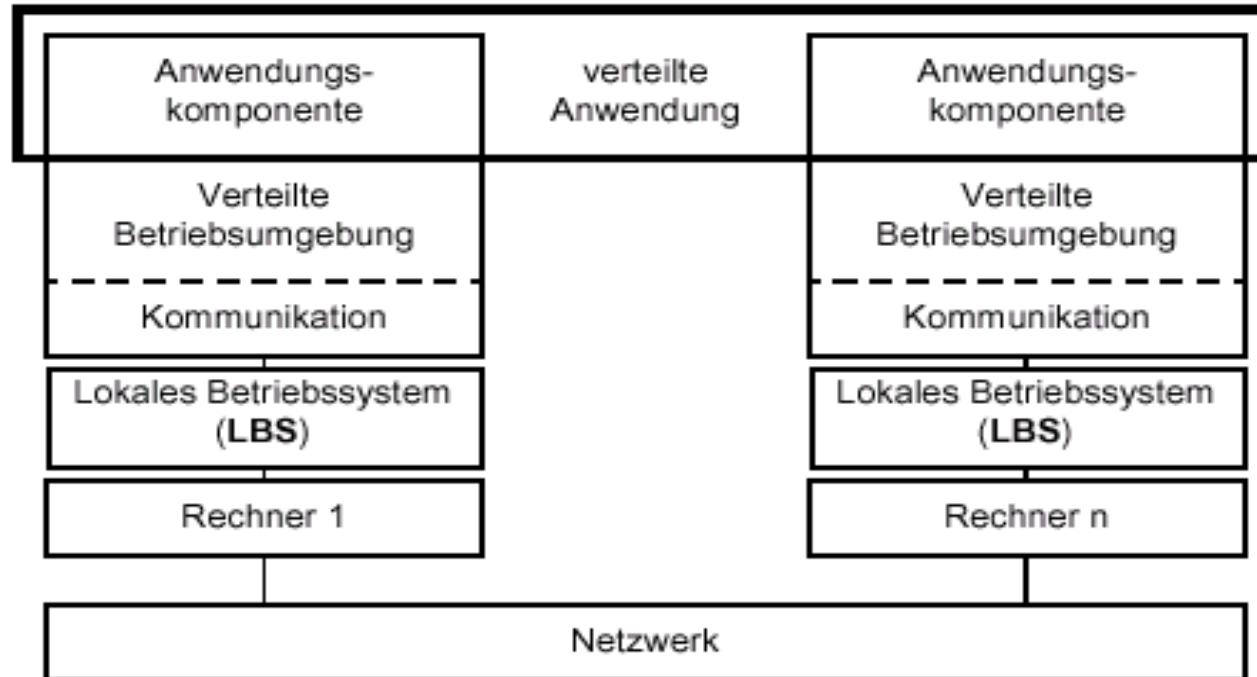 Anwendungs-
komponente
verteilte
Anwendung
Anwendungs-
komponente
Verteilte
Betriebsumgebung
Verteilte
Betriebsumgebung
Kommunikation
Kommunikation
Lokales Betriebssystem
(LBS)
Lokales Betriebssystem
(LBS)
Rechner 1
Rechner n
Netzwerk